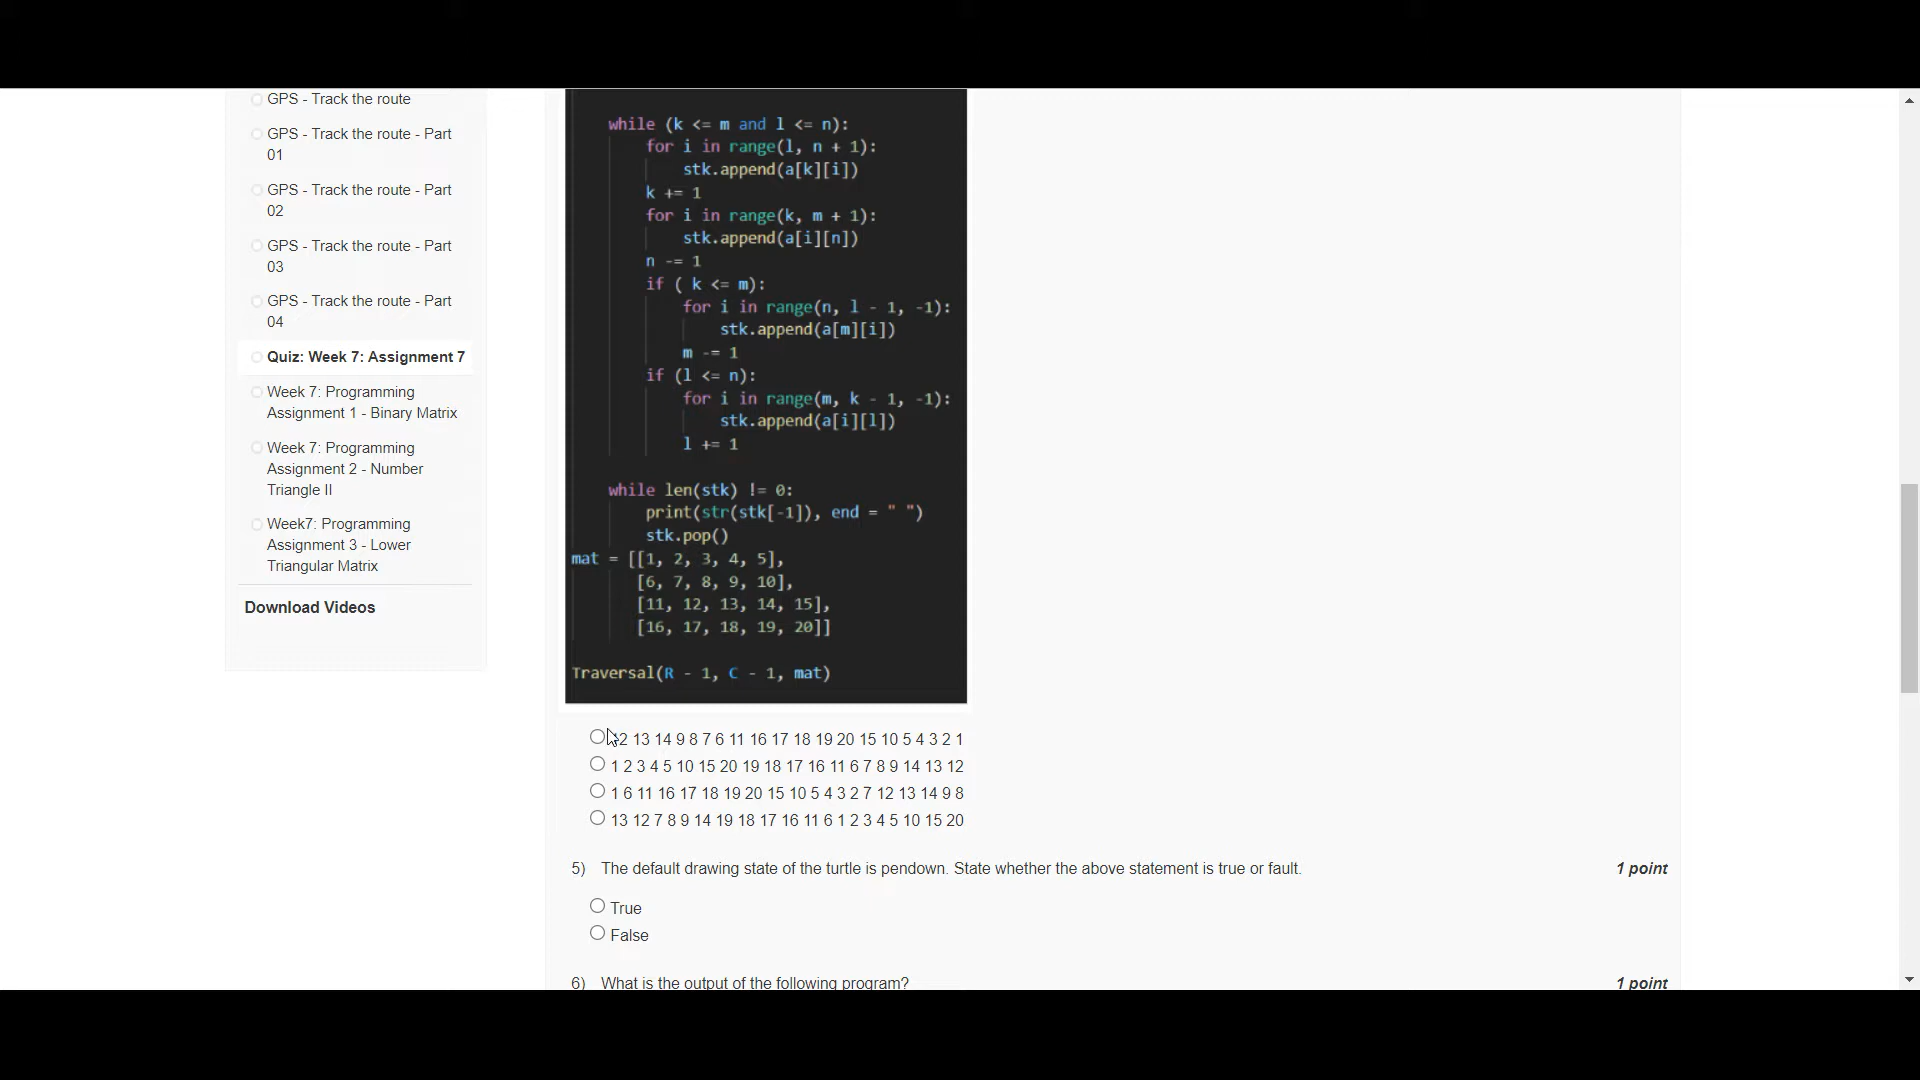 GPS - Track the route
GPS - Track the route - Part
01
GPS - Track the route - Part
02
GPS - Track the route - Part
03
GPS - Track the route - Part
04
Quiz: Week 7: Assignment 7
Week 7: Programming
Assignment 1 - Binary Matrix
Week 7: Programming
Assignment 2 - Number
Triangle II
Week7: Programming
Assignment 3 - Lower
Triangular Matrix
Download Videos
while (k <= m and l <= n):
for i in range(l, n + 1):
stk.append(a[k][i])
k += 1
for i in range(k, m + 1):
stk.append(a[i][n])
n -= 1
if ( k <= m):
for i in range(n, l - 1, -1):
stk.append(a[m][i])
m -= 1
if (l <= n):
for i in range(m, k - 1, -1):
stk.append(a[i][l])
l += 1
while len(stk) != 0:
print(str(stk[-1]), end = " ")
stk.pop()
mat = [[1, 2, 3, 4, 5],
[6, 7, 8, 9, 10],
[11, 12, 13, 14, 15],
[16, 17, 18, 19, 20]]
Traversal(R - 1, C - 1, mat)
13 14 9 8 7 6 11 16 17 18 19 20 15 10 5 4 3 2 1
1 2 3 4 5 10 15 20 19 18 17 16 11 6 7 8 9 14 13 12
1 6 11 16 17 18 19 20 15 10 5 4 3 2 7 12 13 14 9 8
13 12 7 8 9 14 19 18 17 16 11 6 1 2 3 4 5 10 15 20
5) The default drawing state of the turtle is pendown. State whether the above statement is true or fault. 1 point
True
False
6) What is the output of the following program? 1 point